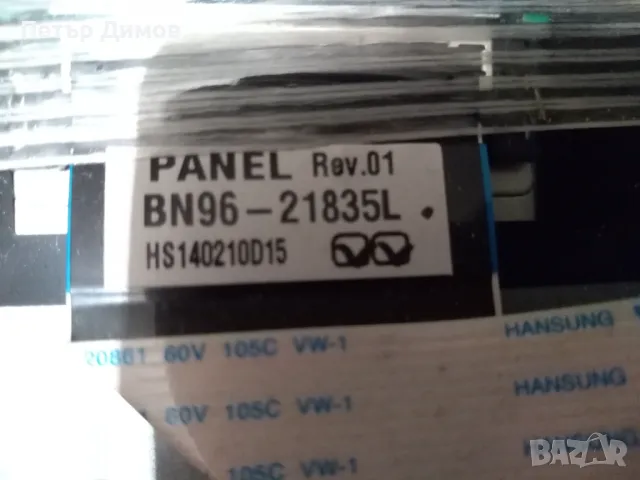 Петър Димов
PANEL Rev.01
BN96-21835L
HS140210D15
20861 60V 105C VW-1
HANSUNG
60V 105C VW-1
HANSUNG
105C VW-1
HANSUNG
BAZAR